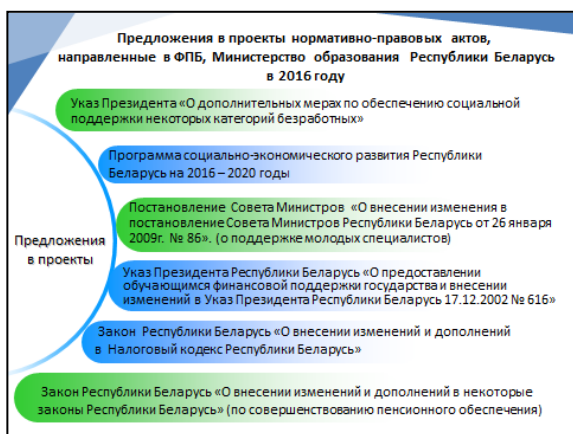 Предложения в проекты нормативно-правовых актов,
направленные в ФПБ, Министерство образования Республики Беларусь
в 2016 году
Указ Президента «О дополнительных мерах по обеспечению социальной
поддержки некоторых категорий безработных»
Программа социально-экономического развития Республики
Беларусь на 2016 – 2020 годы
Постановление Совета Министров «О внесении изменения в
постановление Совета Министров Республики Беларусь от 26 января
2009г. № 86». (о поддержке молодых специалистов)
Предложения
в проекты
Указ Президента Республики Беларусь «О предоставлении
обучающимся финансовой поддержки государства и внесении
изменений в Указ Президента Республики Беларусь 17.12.2002 № 616»
Закон Республики Беларусь «О внесении изменений и дополнений
в Налоговый кодекс Республики Беларусь»
Закон Республики Беларусь «О внесении изменений и дополнений в некоторые
законы Республики Беларусь» (по совершенствованию пенсионного обеспечения)